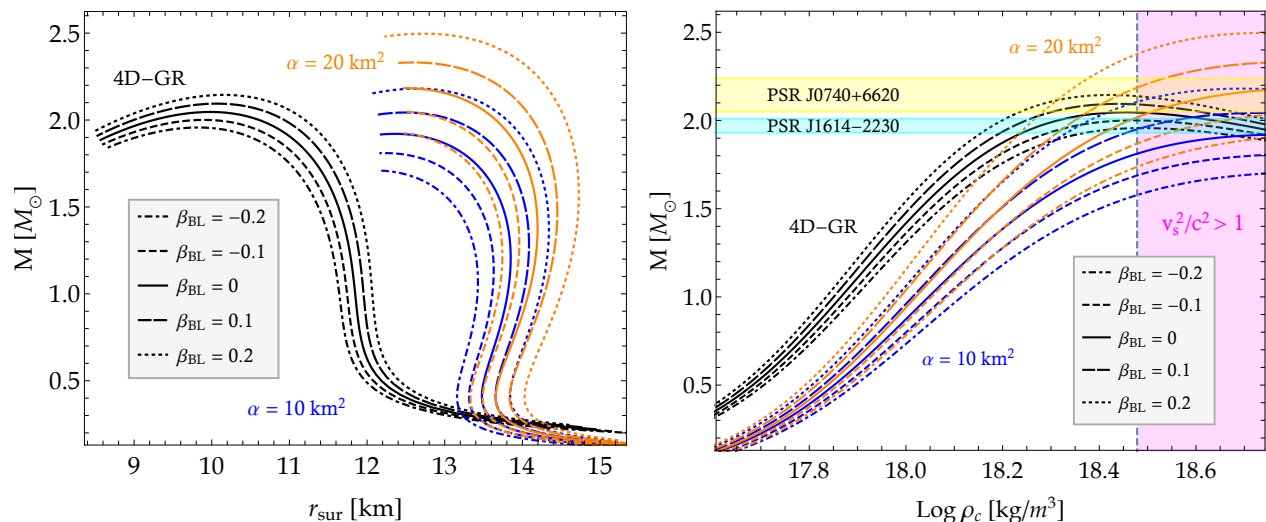 α = 20 km²
4D−GR
β_BL = −0.2
β_BL = −0.1
β_BL = 0
β_BL = 0.1
β_BL = 0.2
α = 10 km²
M [M_⊙]
2.5
2.0
1.5
1.0
0.5
9 10 11 12 13 14 15
r_sur [km]
α = 20 km²
PSR J0740+6620
PSR J1614−2230
4D−GR
v_s²/c² > 1
β_BL = −0.2
β_BL = −0.1
β_BL = 0
β_BL = 0.1
β_BL = 0.2
α = 10 km²
M [M_⊙]
2.5
2.0
1.5
1.0
0.5
17.8 18.0 18.2 18.4 18.6
Log ρ_c [kg/m³]